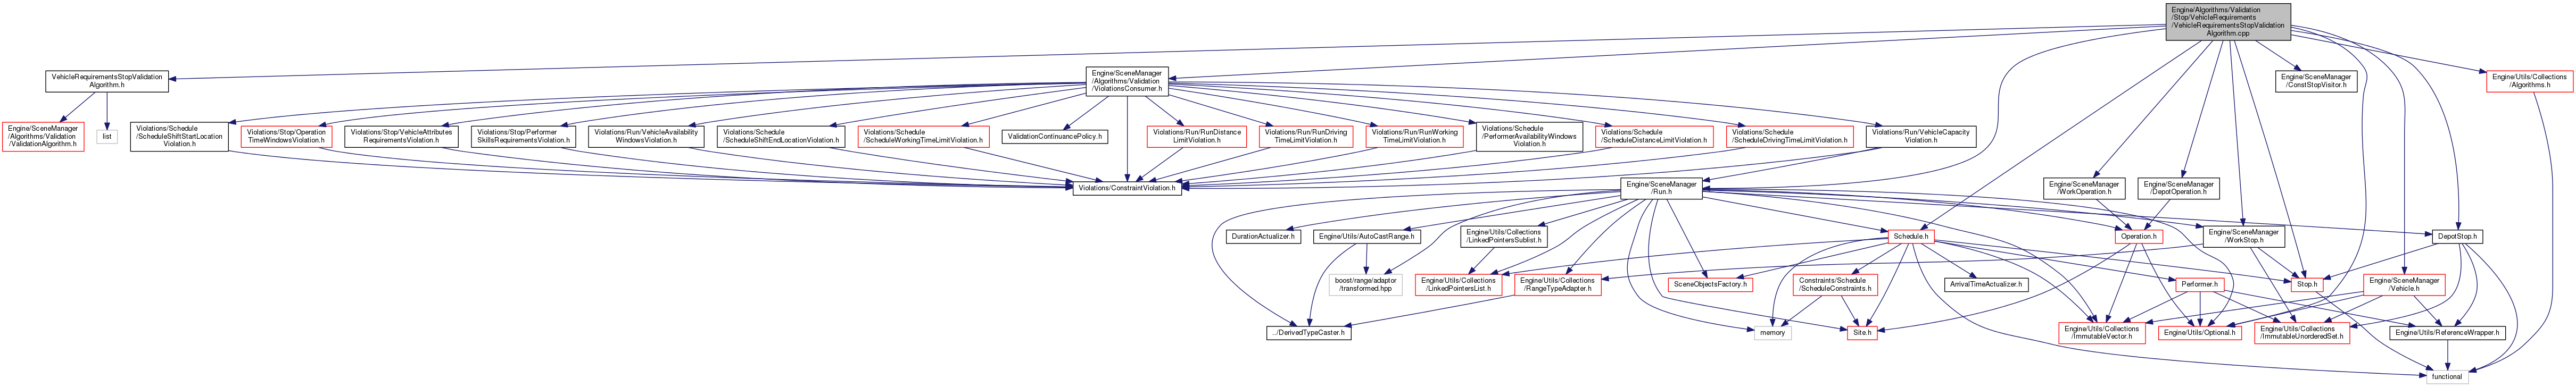 Engine/Algorithms/Validation
/Stop/VehicleRequirements
/VehicleRequirementsStopValidation
Algorithm.cpp
VehicleRequirementsStopValidation
Algorithm.h
Engine/SceneManager
/Algorithms/Validation
/ViolationsConsumer.h
Engine/SceneManager
/ConstStopVisitor.h
Engine/Utils/Collections
/Algorithms.h
Engine/SceneManager
/Algorithms/Validation
/ValidationAlgorithm.h
list
Violations/Schedule
/ScheduleShiftStartLocation
Violation.h
Violations/Stop/Operation
TimeWindowsViolation.h
Violations/Stop/VehicleAttributes
RequirementsViolation.h
Violations/Stop/Performer
SkillsRequirementsViolation.h
Violations/Run/VehicleAvailability
WindowsViolation.h
Violations/Schedule
/ScheduleShiftEndLocationViolation.h
Violations/Schedule
/ScheduleWorkingTimeLimitViolation.h
ValidationContinuancePolicy.h
Violations/Run/RunDistance
LimitViolation.h
Violations/Run/RunDriving
TimeLimitViolation.h
Violations/Run/RunWorking
TimeLimitViolation.h
Violations/Schedule
/PerformerAvailabilityWindows
Violation.h
Violations/Schedule
/ScheduleDistanceLimitViolation.h
Violations/Schedule
/ScheduleDrivingTimeLimitViolation.h
Violations/Run/VehicleCapacity
Violation.h
Violations/ConstraintViolation.h
Engine/SceneManager
/Run.h
Engine/SceneManager
/WorkOperation.h
Engine/SceneManager
/DepotOperation.h
DurationActualizer.h
Engine/Utils/AutoCastRange.h
Engine/Utils/Collections
/LinkedPointersSublist.h
Schedule.h
Operation.h
Engine/SceneManager
/WorkStop.h
DepotStop.h
boost/range/adaptor
/transformed.hpp
Engine/Utils/Collections
/LinkedPointersList.h
Engine/Utils/Collections
/RangeTypeAdapter.h
SceneObjectsFactory.h
Constraints/Schedule
/ScheduleConstraints.h
ArrivalTimeActualizer.h
Performer.h
Stop.h
Engine/SceneManager
/Vehicle.h
../DerivedTypeCaster.h
memory
Site.h
Engine/Utils/Collections
/ImmutableVector.h
Engine/Utils/Optional.h
Engine/Utils/Collections
/ImmutableUnorderedSet.h
Engine/Utils/ReferenceWrapper.h
functional